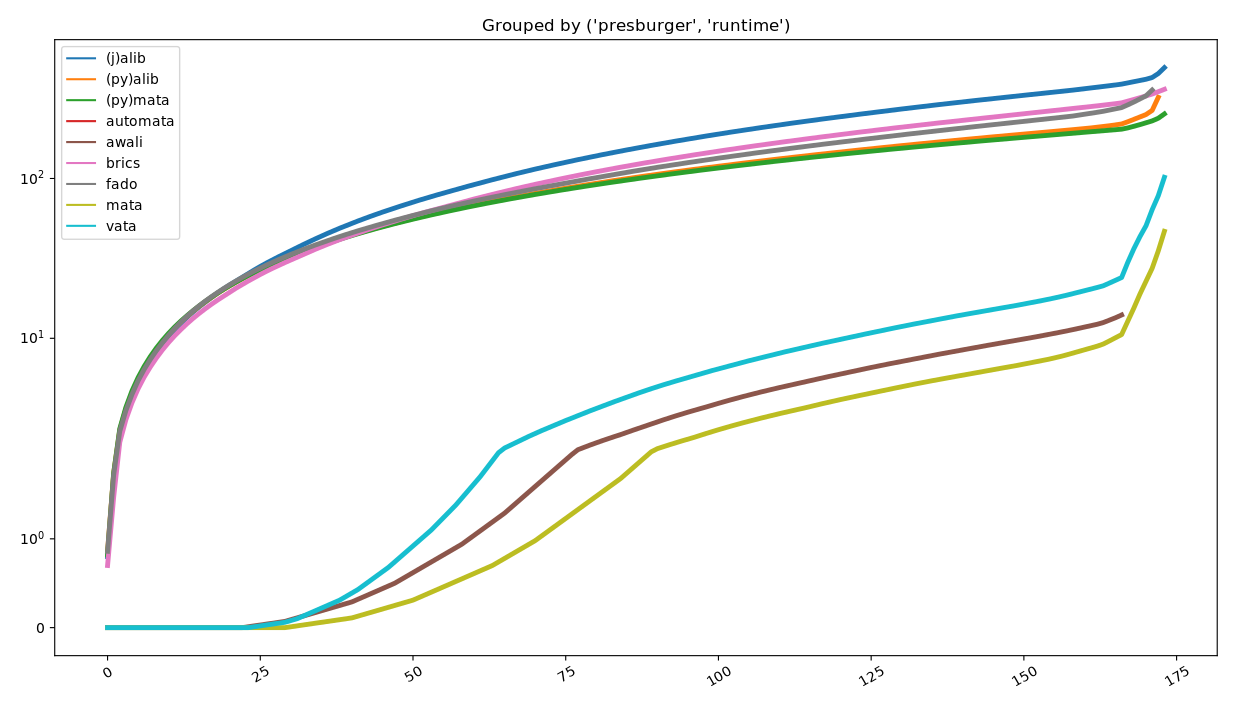 Grouped by ('presburger', 'runtime')
(j)alib
(py)alib
(py)mata
automata
awali
brics
fado
mata
vata
10²
10¹
10⁰
0
0
25
50
75
100
125
150
175